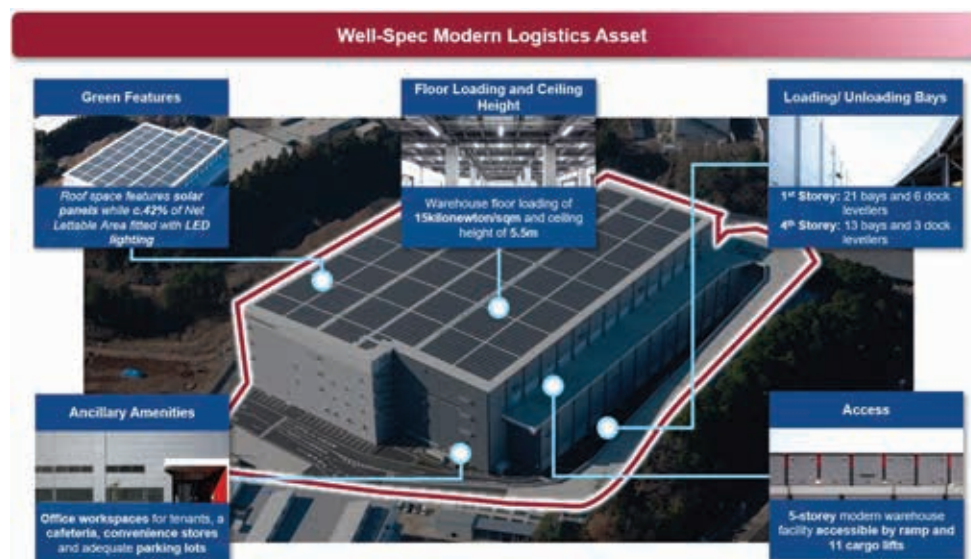 Well-Spec Modern Logistics Asset
Green Features
Roof space features solar
panels while c.42% of Net
Lettable Area fitted with LED
lighting
Floor Loading and Ceiling
Height
Warehouse floor loading of
15kilonewton/sqm and ceiling
height of 5.5m
Loading/ Unloading Bays
1st Storey: 21 bays and 6 dock
levellers
4th Storey: 13 bays and 3 dock
levellers
Ancillary Amenities
Office workspaces for tenants, a
cafeteria, convenience stores
and adequate parking lots
Access
5-storey modern warehouse
facility accessible by ramp and
11 cargo lifts